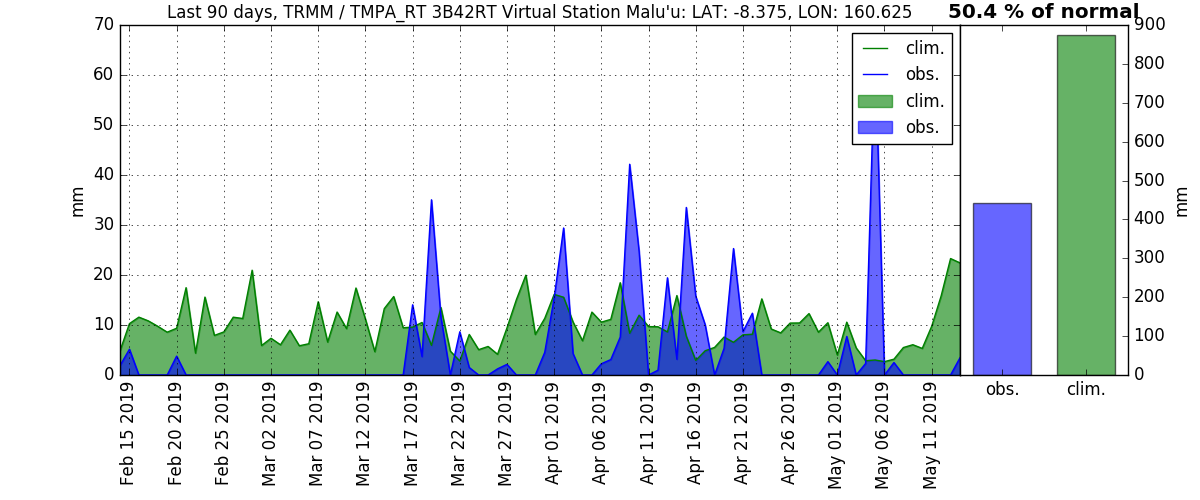 Last 90 days, TRMM / TMPA_RT 3B42RT Virtual Station Malu'u: LAT: -8.375, LON: 160.625
50.4 % of normal
70
60
50
40
30
20
10
0
mm
clim.
obs.
clim.
obs.
900
800
700
600
500
400
300
200
100
0
mm
Feb 15 2019
Feb 20 2019
Feb 25 2019
Mar 02 2019
Mar 07 2019
Mar 12 2019
Mar 17 2019
Mar 22 2019
Mar 27 2019
Apr 01 2019
Apr 06 2019
Apr 11 2019
Apr 16 2019
Apr 21 2019
Apr 26 2019
May 01 2019
May 06 2019
May 11 2019
obs.
clim.